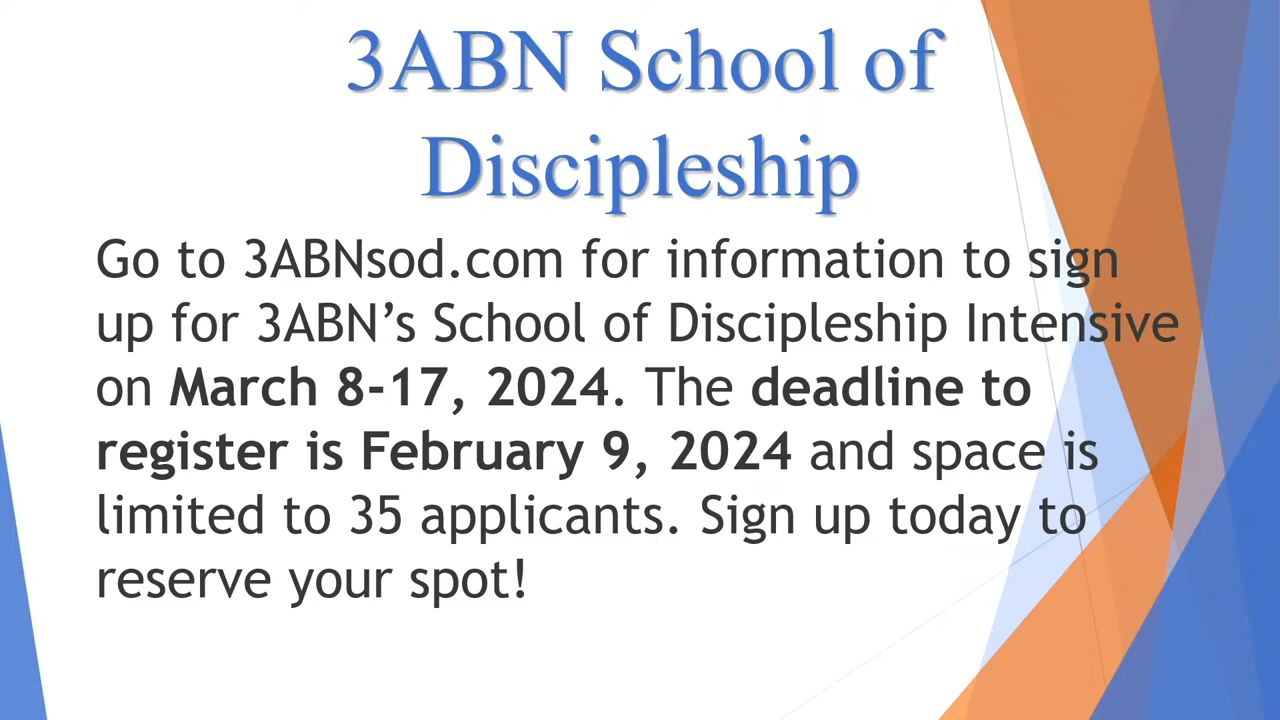 3ABN School of
Discipleship
Go to 3ABNsod.com for information to sign
up for 3ABN’s School of Discipleship Intensive
on March 8-17, 2024. The deadline to
register is February 9, 2024 and space is
limited to 35 applicants. Sign up today to
reserve your spot!